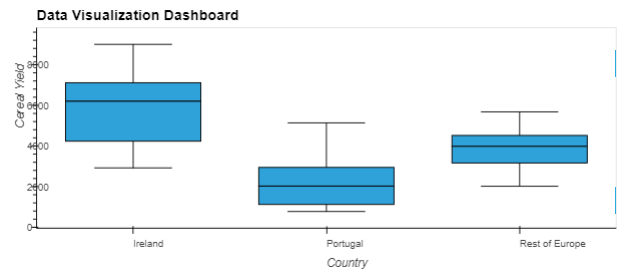 Data Visualization Dashboard
Cereal Yield
8000
6000
4000
2000
0
Ireland
Portugal
Rest of Europe
Country